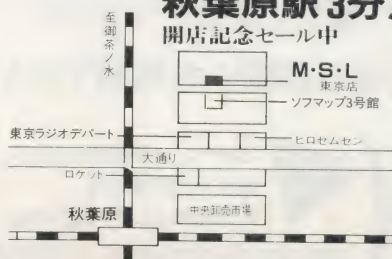 秋葉原駅3分
開店記念セール中
至御茶ノ水
M・S・L
東京店
ソフマップ3号館
東京ラジオデパート
ヒロセムセン
大通り
ロケット
秋葉原
中央卸売市場